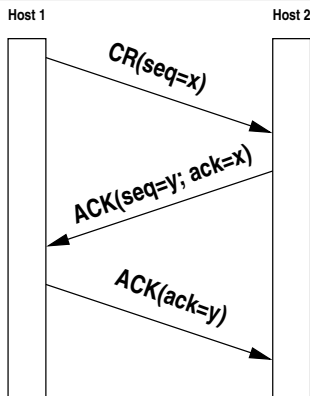 Host 1
Host 2
CR(seq=x)
ACK(seq=y; ack=x)
ACK(ack=y)